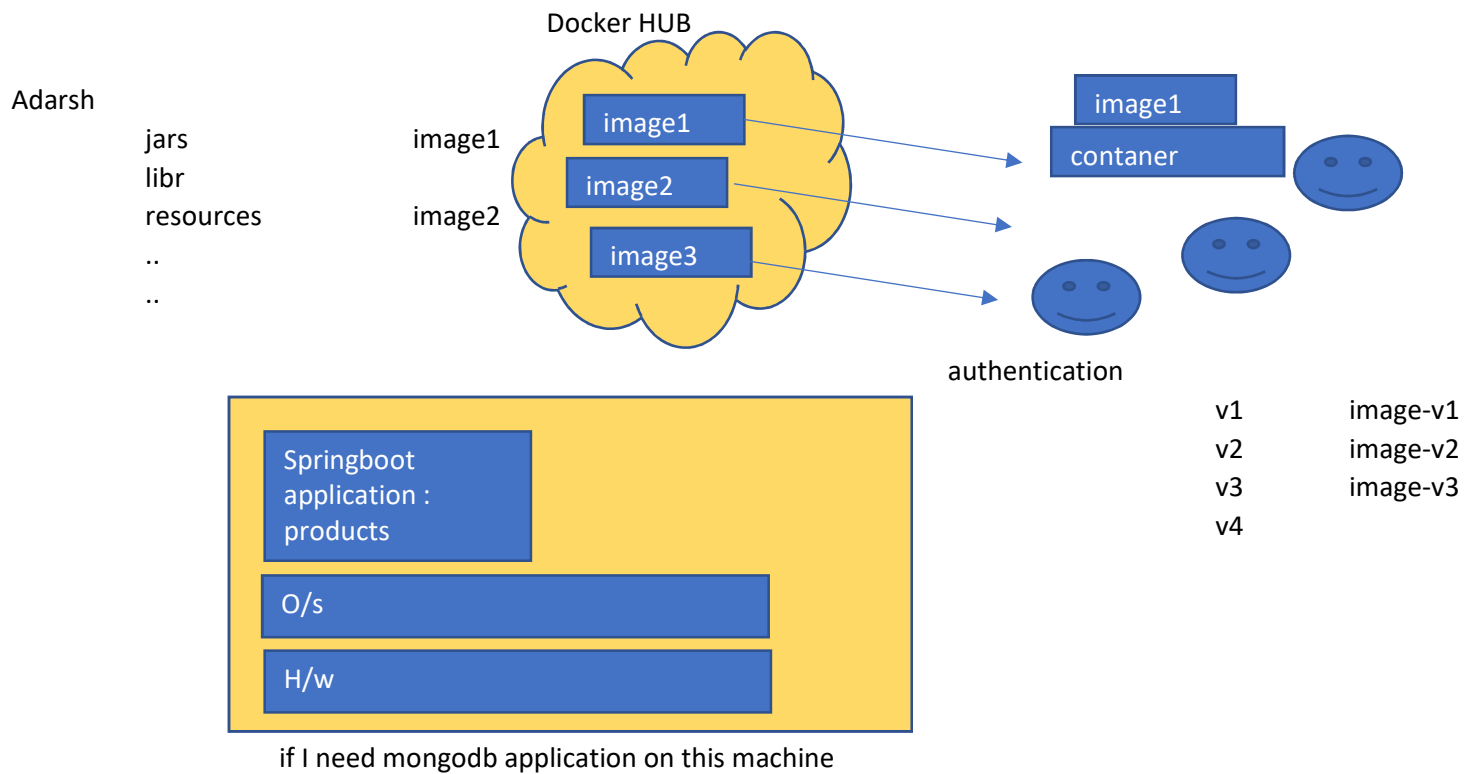 Docker HUB
Adarsh
jars
libr
resources
..
..
image1
image2
image1
image2
image3
image1
contaner
authentication
v1 image-v1
v2 image-v2
v3 image-v3
v4
Springboot
application :
products
O/s
H/w
if I need mongodb application on this machine